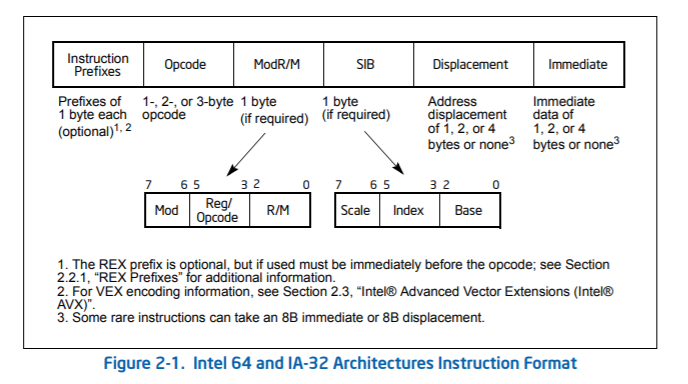 Instruction Prefixes
Opcode
ModR/M
SIB
Displacement
Immediate
Prefixes of
1 byte each
(optional)1, 2
1-, 2-, or 3-byte
opcode
1 byte
(if required)
1 byte
(if required)
Address
displacement
of 1, 2, or 4
bytes or none3
Immediate
data of
1, 2, or 4
bytes or none3
7 6 5 3 2 0
Mod
Reg/
Opcode
R/M
7 6 5 3 2 0
Scale
Index
Base
1. The REX prefix is optional, but if used must be immediately before the opcode; see Section
2.2.1, “REX Prefixes” for additional information.
2. For VEX encoding information, see Section 2.3, “Intel® Advanced Vector Extensions (Intel®
AVX)”.
3. Some rare instructions can take an 8B immediate or 8B displacement.
Figure 2-1. Intel 64 and IA-32 Architectures Instruction Format